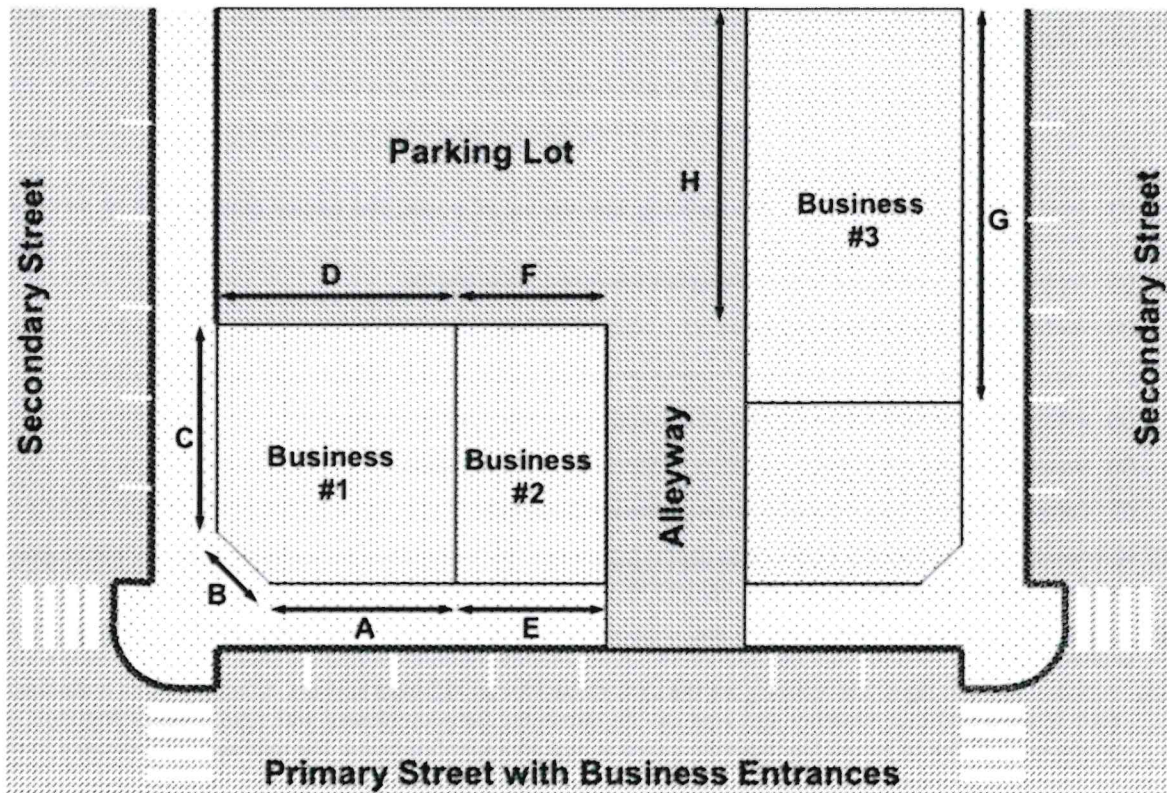 Parking Lot
H
Business
#3
G
Secondary Street
Secondary Street
D
F
C
Business
#1
Business
#2
Alleyway
B
A
E
Primary Street with Business Entrances